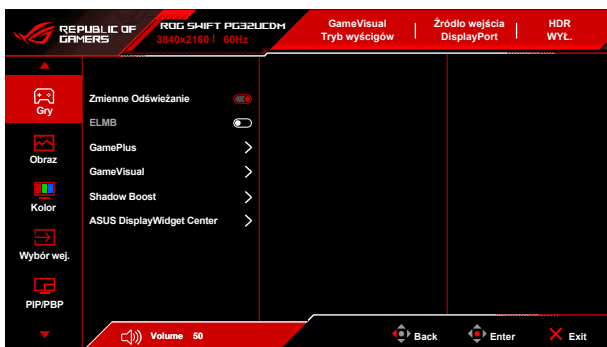 REPUBLIC OF
GAMERS
ROG SWIFT PG32UCDM
3840x2160 | 60Hz
GameVisual
Tryb wyścigów
Źródło wejścia
DisplayPort
HDR
WYŁ.
Gry
Obraz
Kolor
Wybór wej.
PIP/PBP
Zmienne Odświeżanie
ELMB
GamePlus
GameVisual
Shadow Boost
ASUS DisplayWidget Center
Volume 50
Back
Enter
Exit